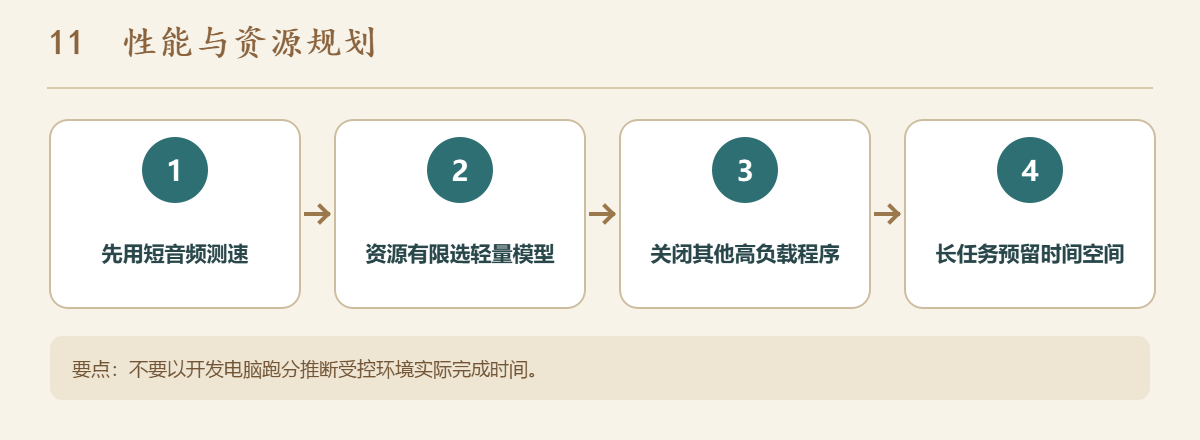 11 性能与资源规划
1
2
3
4
先用短音频测速
资源有限选轻量模型
关闭其他高负载程序
长任务预留时间空间
要点：不要以开发电脑跑分推断受控环境实际完成时间。